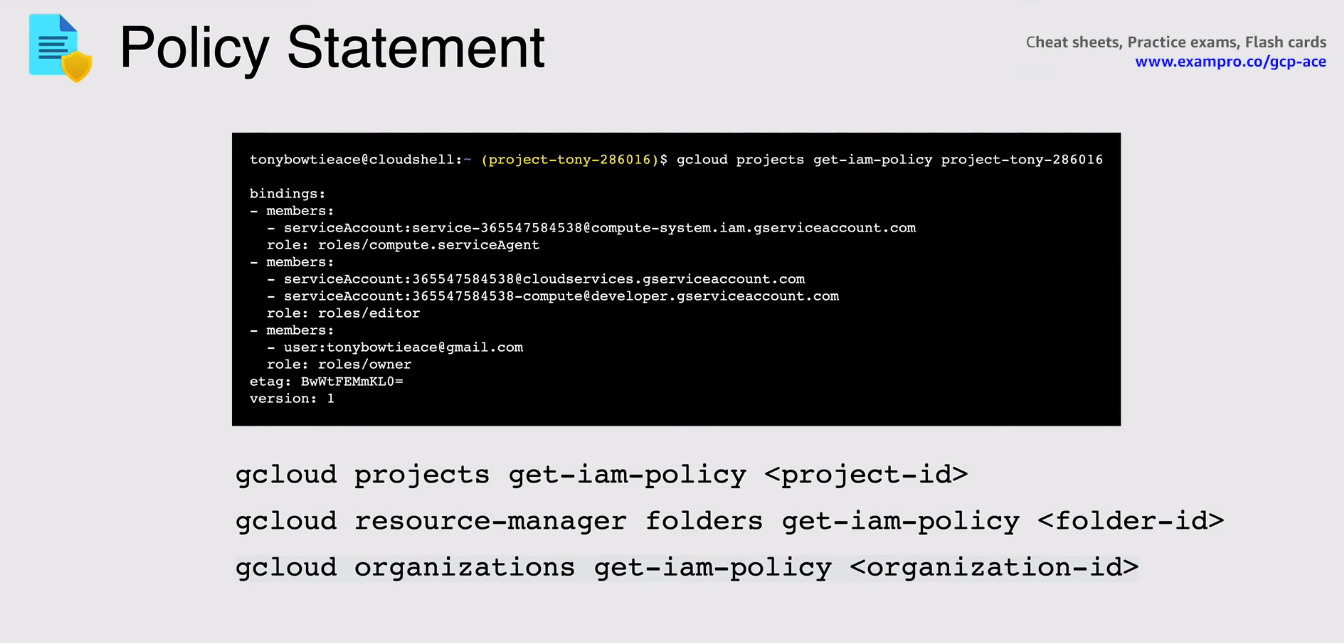 Policy Statement
Cheat sheets, Practice exams, Flash cards
www.exampro.co/gcp-ace
tonybowtieace@cloudshell:~ (project-tony-286016)$ gcloud projects get-iam-policy project-tony-286016
bindings:
- members:
  - serviceAccount:service-365547584538@compute-system.iam.gserviceaccount.com
  role: roles/compute.serviceAgent
- members:
  - serviceAccount:365547584538@cloudservices.gserviceaccount.com
  - serviceAccount:365547584538-compute@developer.gserviceaccount.com
  role: roles/editor
- members:
  - user:tonybowtieace@gmail.com
  role: roles/owner
etag: BwWtFEMmKL0=
version: 1
gcloud projects get-iam-policy <project-id>
gcloud resource-manager folders get-iam-policy <folder-id>
gcloud organizations get-iam-policy <organization-id>